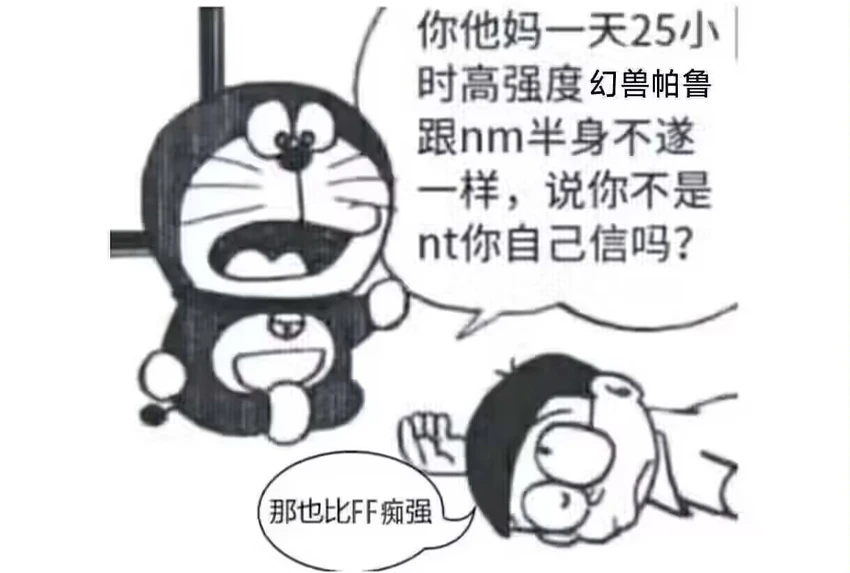 你他妈一天25小
时高强度幻兽帕鲁
跟nm半身不遂
一样，说你不是
nt你自己信吗？
那也比FF痴强